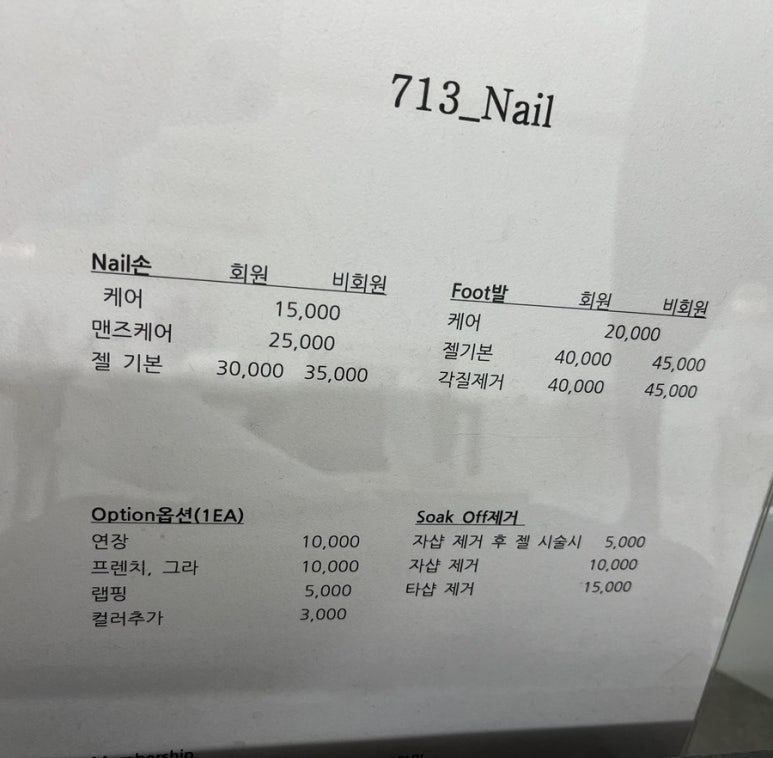 713_Nail
Nail손 회원 비회원
케어 15,000
맨즈케어 25,000
젤 기본 30,000 35,000
Foot발 회원 비회원
케어 20,000
젤기본 40,000 45,000
각질제거 40,000 45,000
Option옵션(1EA)
연장 10,000
프렌치, 그라 10,000
랩핑 5,000
컬러추가 3,000
Soak Off제거
자샵 제거 후 젤 시술시 5,000
자샵 제거 10,000
타샵 제거 15,000
Membership